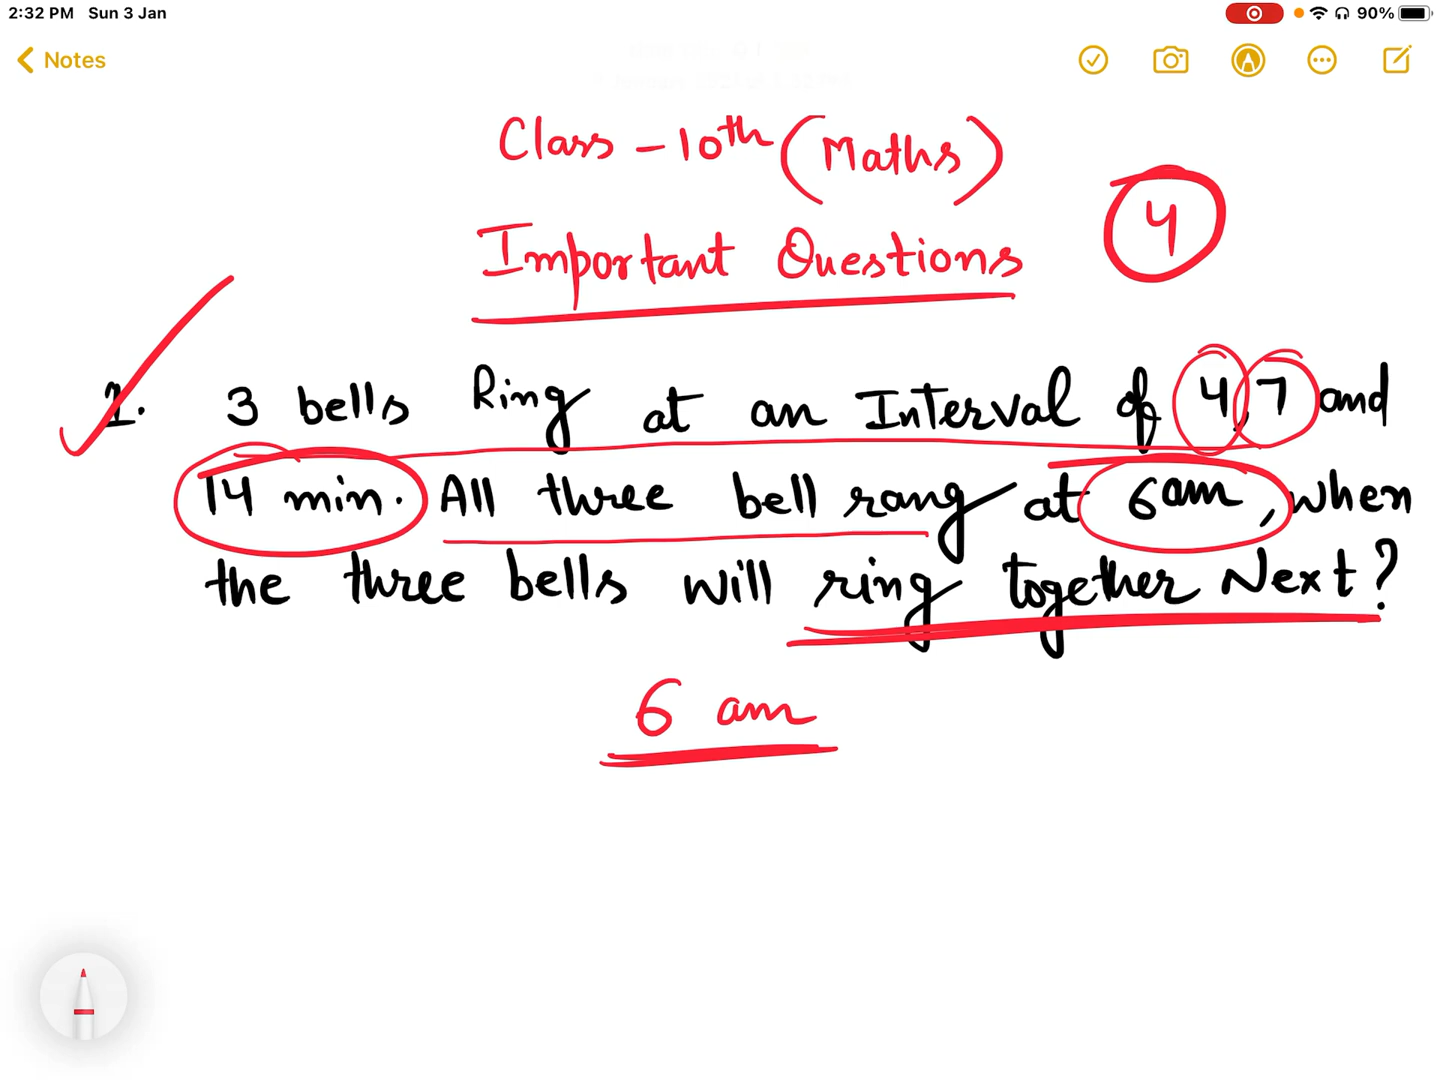 2:32 PM Sun 3 Jan
90%
Notes
Class - 10th (Maths)
Important Questions
4
1. 3 bells Ring at an Interval of 4,7 and
14 min. All three bell rang at 6am, when
the three bells will ring together Next?
6 am